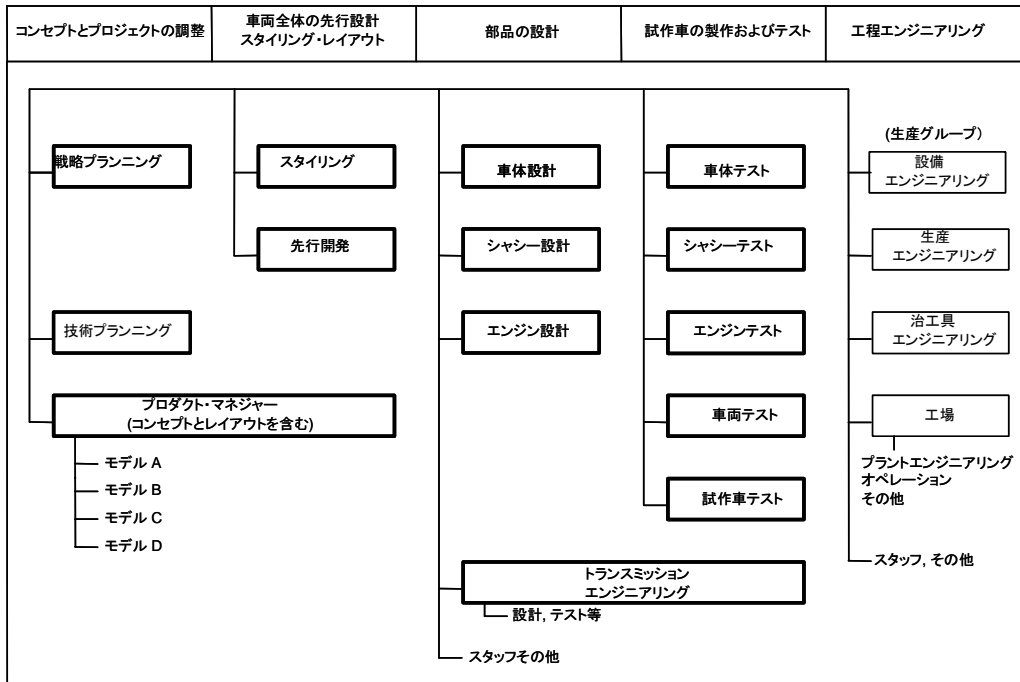 コンセプトとプロジェクトの調整
車両全体の先行設計
スタイリング・レイアウト
部品の設計
試作車の製作およびテスト
工程エンジニアリング
戦略プランニング
技術プランニング
プロダクト・マネジャー
(コンセプトとレイアウトを含む)
モデル A
モデル B
モデル C
モデル D
スタイリング
先行開発
車体設計
シャシー設計
エンジン設計
トランスミッション
エンジニアリング
設計, テスト等
スタッフその他
車体テスト
シャシーテスト
エンジンテスト
車両テスト
試作車テスト
(生産グループ)
設備
エンジニアリング
生産
エンジニアリング
治工具
エンジニアリング
工場
プラントエンジニアリング
オペレーション
その他
スタッフ, その他